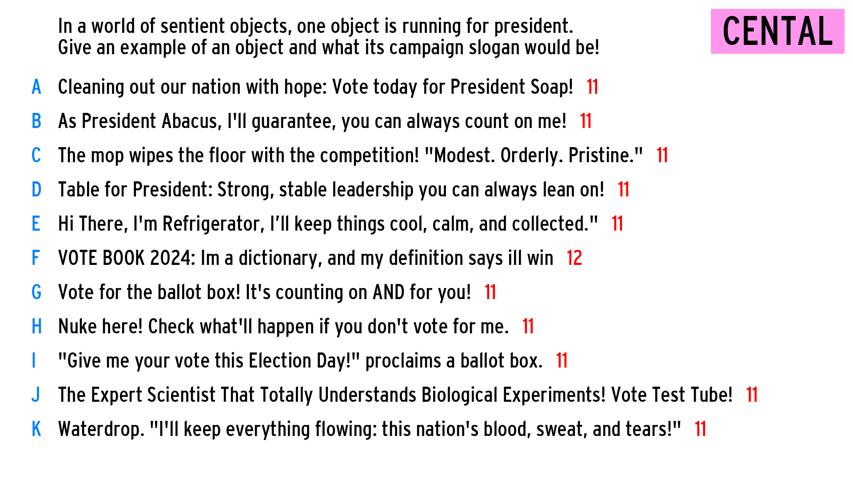 In a world of sentient objects, one object is running for president.
Give an example of an object and what its campaign slogan would be!
CENTAL
A Cleaning out our nation with hope: Vote today for President Soap! 11
B As President Abacus, I'll guarantee, you can always count on me! 11
C The mop wipes the floor with the competition! "Modest. Orderly. Pristine." 11
D Table for President: Strong, stable leadership you can always lean on! 11
E Hi There, I'm Refrigerator, I’ll keep things cool, calm, and collected." 11
F VOTE BOOK 2024: Im a dictionary, and my definition says ill win 12
G Vote for the ballot box! It's counting on AND for you! 11
H Nuke here! Check what'll happen if you don't vote for me. 11
I "Give me your vote this Election Day!" proclaims a ballot box. 11
J The Expert Scientist That Totally Understands Biological Experiments! Vote Test Tube! 11
K Waterdrop. "I'll keep everything flowing: this nation's blood, sweat, and tears!" 11